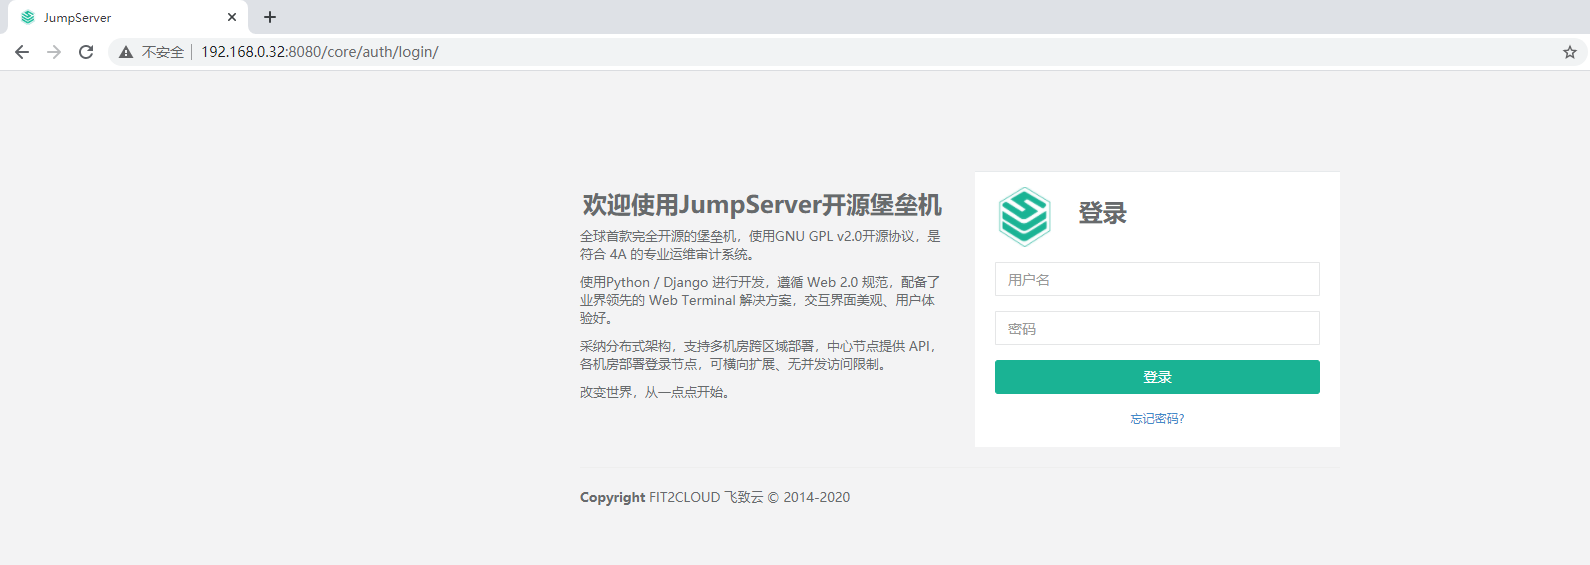 JumpServer
不安全
192.168.0.32:8080/core/auth/login/
欢迎使用JumpServer开源堡垒机
全球首款完全开源的堡垒机，使用GNU GPL v2.0开源协议，是
符合 4A 的专业运维审计系统。
使用Python / Django 进行开发，遵循 Web 2.0 规范，配备了
业界领先的 Web Terminal 解决方案，交互界面美观、用户体
验好。
采纳分布式架构，支持多机房跨区域部署，中心节点提供 API，
各机房部署登录节点，可横向扩展、无并发访问限制。
改变世界，从一点点开始。
登录
用户名
密码
登录
忘记密码?
Copyright FIT2CLOUD 飞致云 © 2014-2020